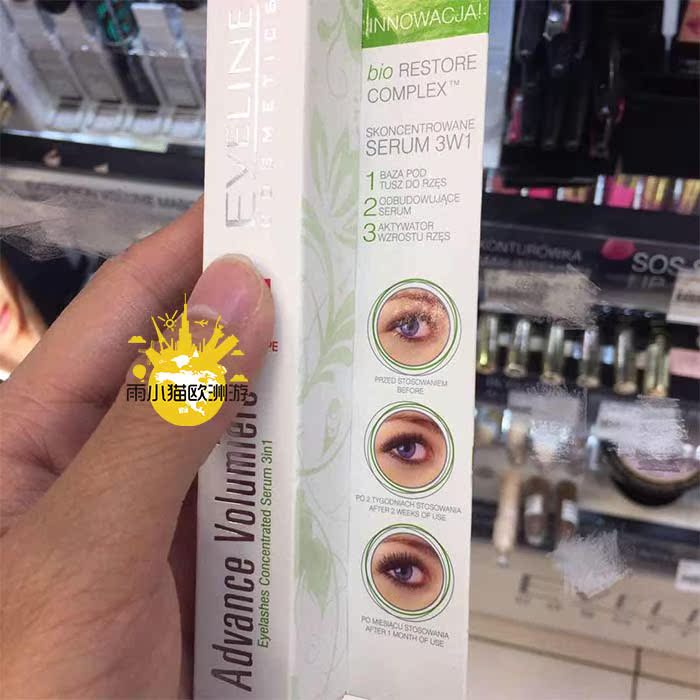 EVELINE
COSMETICS
Advance Volumiere
Eyelashes Concentrated Serum 3in1
INNOWACJA!
bio RESTORE
COMPLEX™
SKONCENTROWANE
SERUM 3W1
1 BAZA POD
TUSZ DO RZĘS
2 ODBUDOWUJĄCE
SERUM
3 AKTYWATOR
WZROSTU RZĘS
PRZED STOSOWANIEM
BEFORE
PO 2 TYGODNIACH STOSOWANIA
AFTER 2 WEEKS OF USE
PO MIESIĄCU STOSOWANIA
AFTER 1 MONTH OF USE
雨小猫欧洲游
KONTURÓWKA
SOS